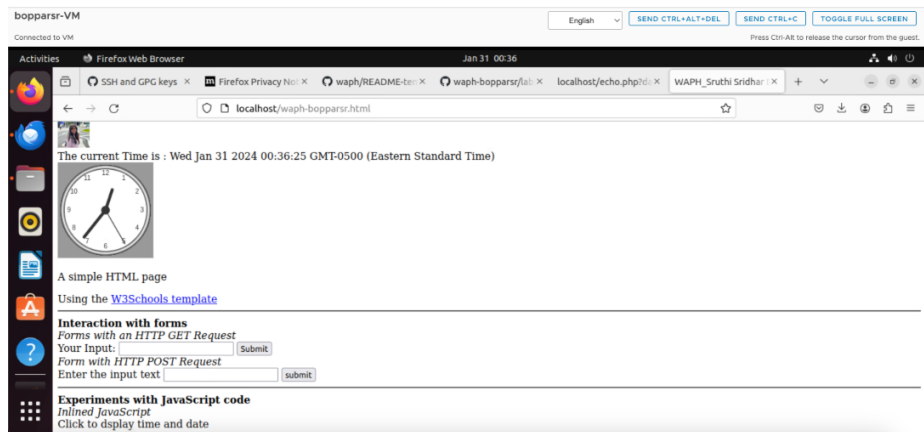 bopparsr-VM
English
SEND CTRL+ALT+DEL
SEND CTRL+C
TOGGLE FULL SCREEN
Connected to VM
Press Ctrl-Alt to release the cursor from the guest.
Activities
Firefox Web Browser
Jan 31 00:36
SSH and GPG keys
Firefox Privacy Not
waph/README-tem
waph-bopparsr/lab
localhost/echo.php?da
WAPH_Sruthi Sridhar
localhost/waph-bopparsr.html
The current Time is : Wed Jan 31 2024 00:36:25 GMT-0500 (Eastern Standard Time)
12
11 1
10 2
9 3
8 4
7 5
6
A simple HTML page
Using the W3Schools template
Interaction with forms
Forms with an HTTP GET Request
Your Input: Submit
Form with HTTP POST Request
Enter the input text submit
Experiments with JavaScript code
Inlined JavaScript
Click to dsplay time and date